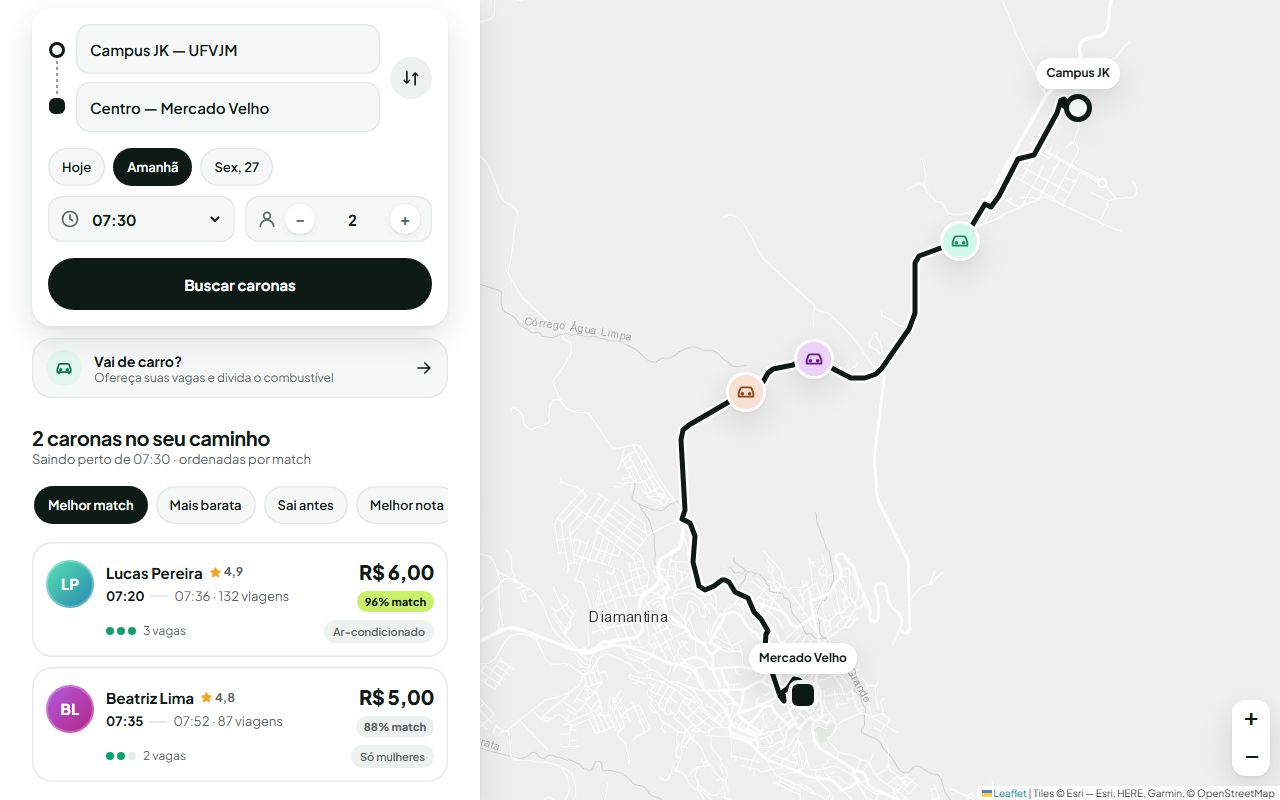 Campus JK — UFVJM
Centro — Mercado Velho
Hoje
Amanhã
Sex, 27
07:30
−
2
+
Buscar caronas
Vai de carro?
Ofereça suas vagas e divida o combustível
2 caronas no seu caminho
Saindo perto de 07:30 · ordenadas por match
Melhor match
Mais barata
Sai antes
Melhor nota
LP
Lucas Pereira
4,9
R$ 6,00
07:20
07:36 · 132 viagens
96% match
3 vagas
Ar-condicionado
BL
Beatriz Lima
4,8
R$ 5,00
07:35
07:52 · 87 viagens
88% match
2 vagas
Só mulheres
Campus JK
Córrego Água Limpa
Diamantina
Mercado Velho
Grande
rata
+
−
Leaflet | Tiles © Esri — Esri, HERE, Garmin, © OpenStreetMap